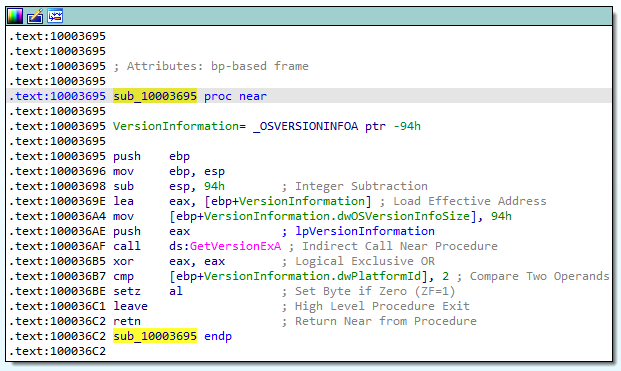 .text:10003695
.text:10003695
.text:10003695 ; Attributes: bp-based frame
.text:10003695
.text:10003695 sub_10003695 proc near
.text:10003695
.text:10003695 VersionInformation= _OSVERSIONINFOA ptr -94h
.text:10003695
.text:10003695 push    ebp
.text:10003696 mov     ebp, esp
.text:10003698 sub     esp, 94h        ; Integer Subtraction
.text:1000369E lea     eax, [ebp+VersionInformation] ; Load Effective Address
.text:100036A4 mov     [ebp+VersionInformation.dwOSVersionInfoSize], 94h
.text:100036AE push    eax             ; lpVersionInformation
.text:100036AF call    ds:GetVersionExA ; Indirect Call Near Procedure
.text:100036B5 xor     eax, eax        ; Logical Exclusive OR
.text:100036B7 cmp     [ebp+VersionInformation.dwPlatformId], 2 ; Compare Two Operands
.text:100036BE setz    al              ; Set Byte if Zero (ZF=1)
.text:100036C1 leave                   ; High Level Procedure Exit
.text:100036C2 retn                    ; Return Near from Procedure
.text:100036C2 sub_10003695 endp
.text:100036C2